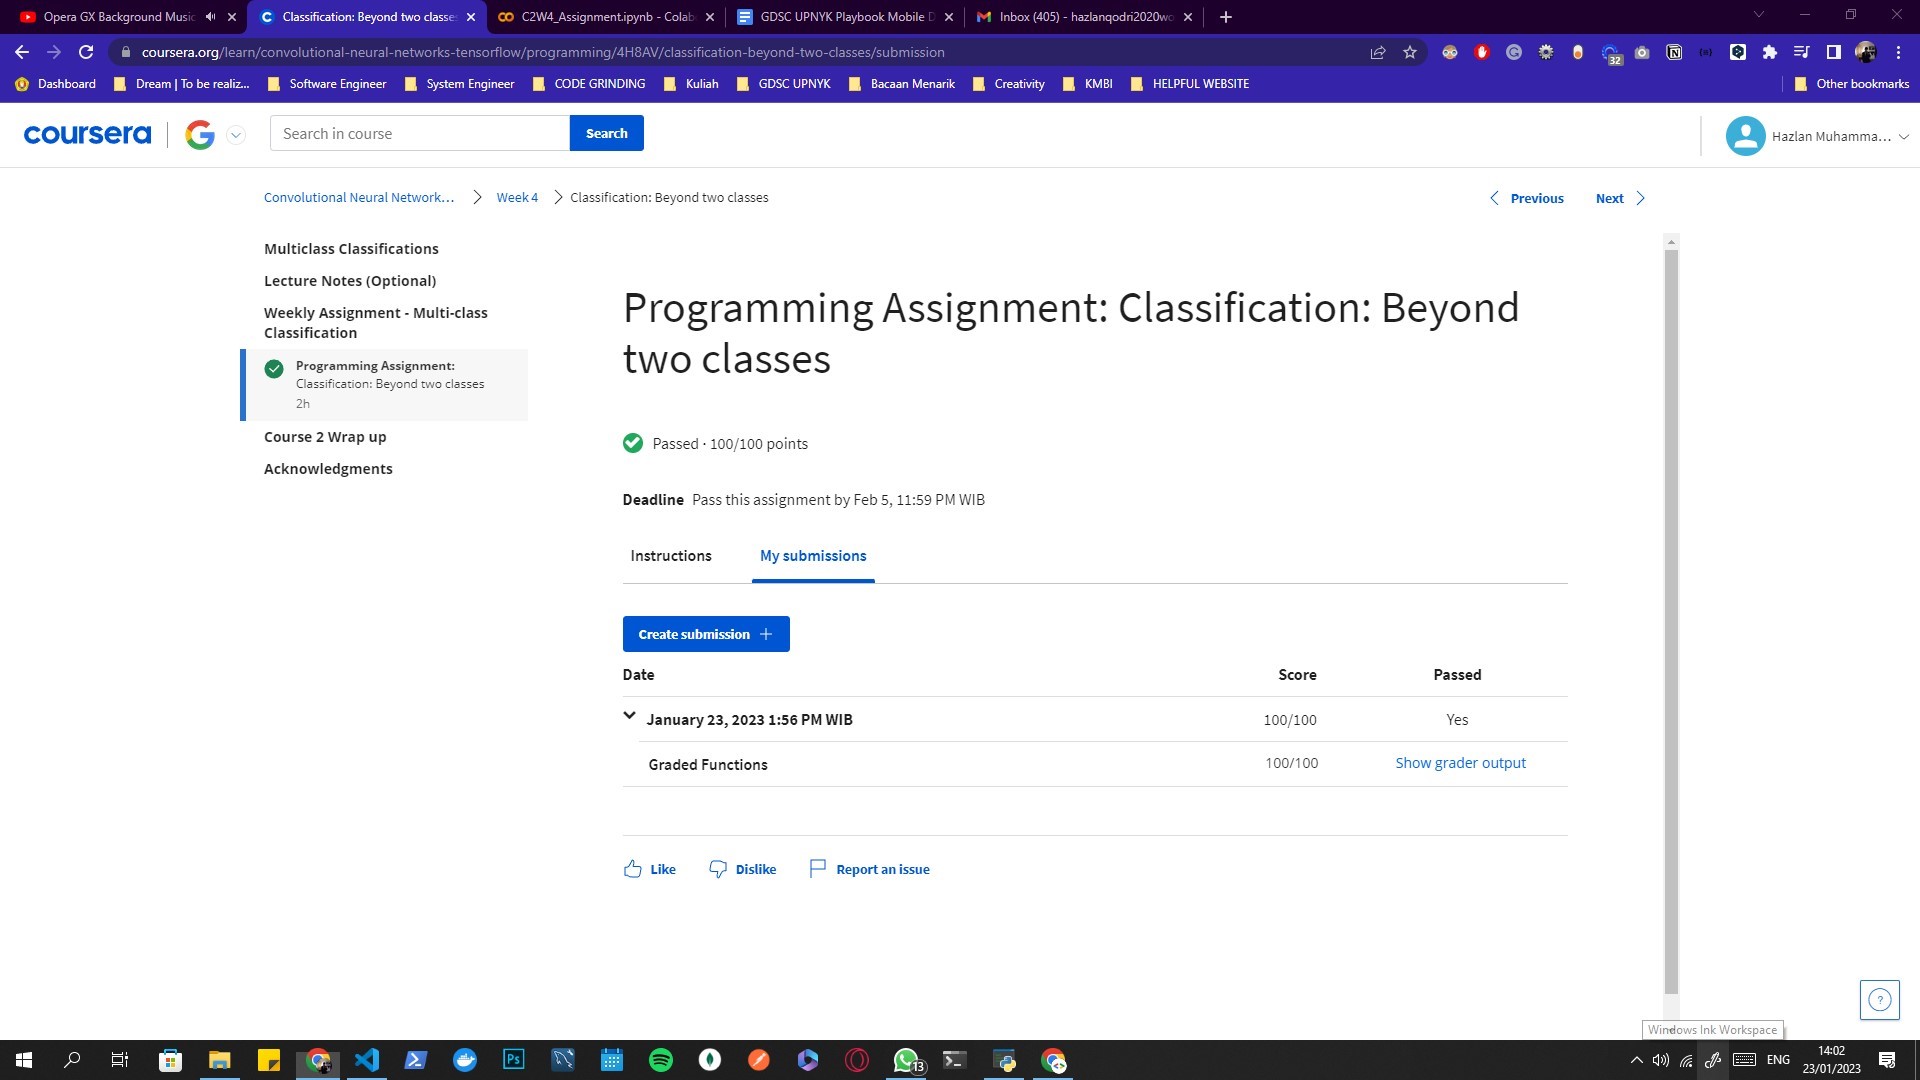 Opera GX Background Music
Classification: Beyond two classe
C2W4_Assignment.ipynb - Colab
GDSC UPNYK Playbook Mobile D
Inbox (405) - hazlanqodri2020wo
coursera.org/learn/convolutional-neural-networks-tensorflow/programming/4H8AV/classification-beyond-two-classes/submission
32
Dashboard
Dream | To be realiz...
Software Engineer
System Engineer
CODE GRINDING
Kuliah
GDSC UPNYK
Bacaan Menarik
Creativity
KMBI
HELPFUL WEBSITE
Other bookmarks
coursera
Search in course
Search
Hazlan Muhamma...
Convolutional Neural Network...
Week 4
Classification: Beyond two classes
Previous
Next
Multiclass Classifications
Lecture Notes (Optional)
Weekly Assignment - Multi-class
Classification
Programming Assignment:
Classification: Beyond two classes
2h
Course 2 Wrap up
Acknowledgments
Programming Assignment: Classification: Beyond
two classes
Passed · 100/100 points
Deadline Pass this assignment by Feb 5, 11:59 PM WIB
Instructions
My submissions
Create submission
Date Score Passed
January 23, 2023 1:56 PM WIB 100/100 Yes
Graded Functions 100/100 Show grader output
Like
Dislike
Report an issue
?
Windows Ink Workspace
Ps
13
ENG
14:02
23/01/2023